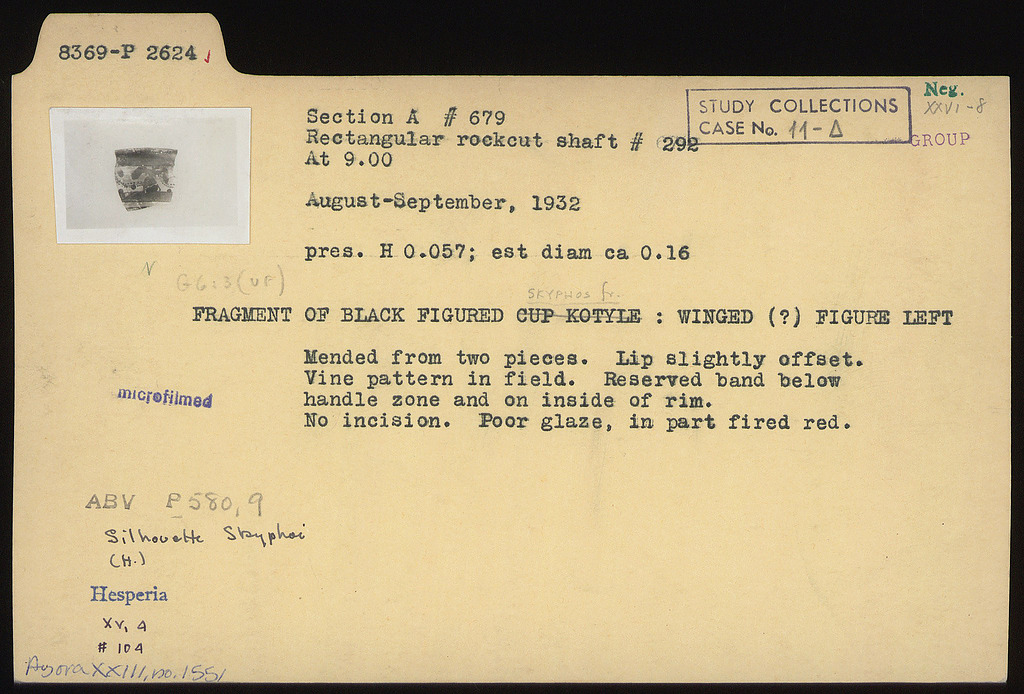 8369-P 2624
Section A # 679
Rectangular rockcut shaft # 292
At 9.00
STUDY COLLECTIONS
CASE No. 11-Δ
Neg.
XXVI-8
GROUP
August-September, 1932
pres. H 0.057; est diam ca 0.16
N
G6:3(UF)
SKYPHOS fr.
FRAGMENT OF BLACK FIGURED CUP KOTYLE : WINGED (?) FIGURE LEFT
Mended from two pieces. Lip slightly offset.
Vine pattern in field. Reserved band below
handle zone and on inside of rim.
No incision. Poor glaze, in part fired red.
microfilmed
ABV P 580, 9
Silhouette Skyphoi
(H.)
Hesperia
XV, 4
# 104
Agora XXIII, no. 1551